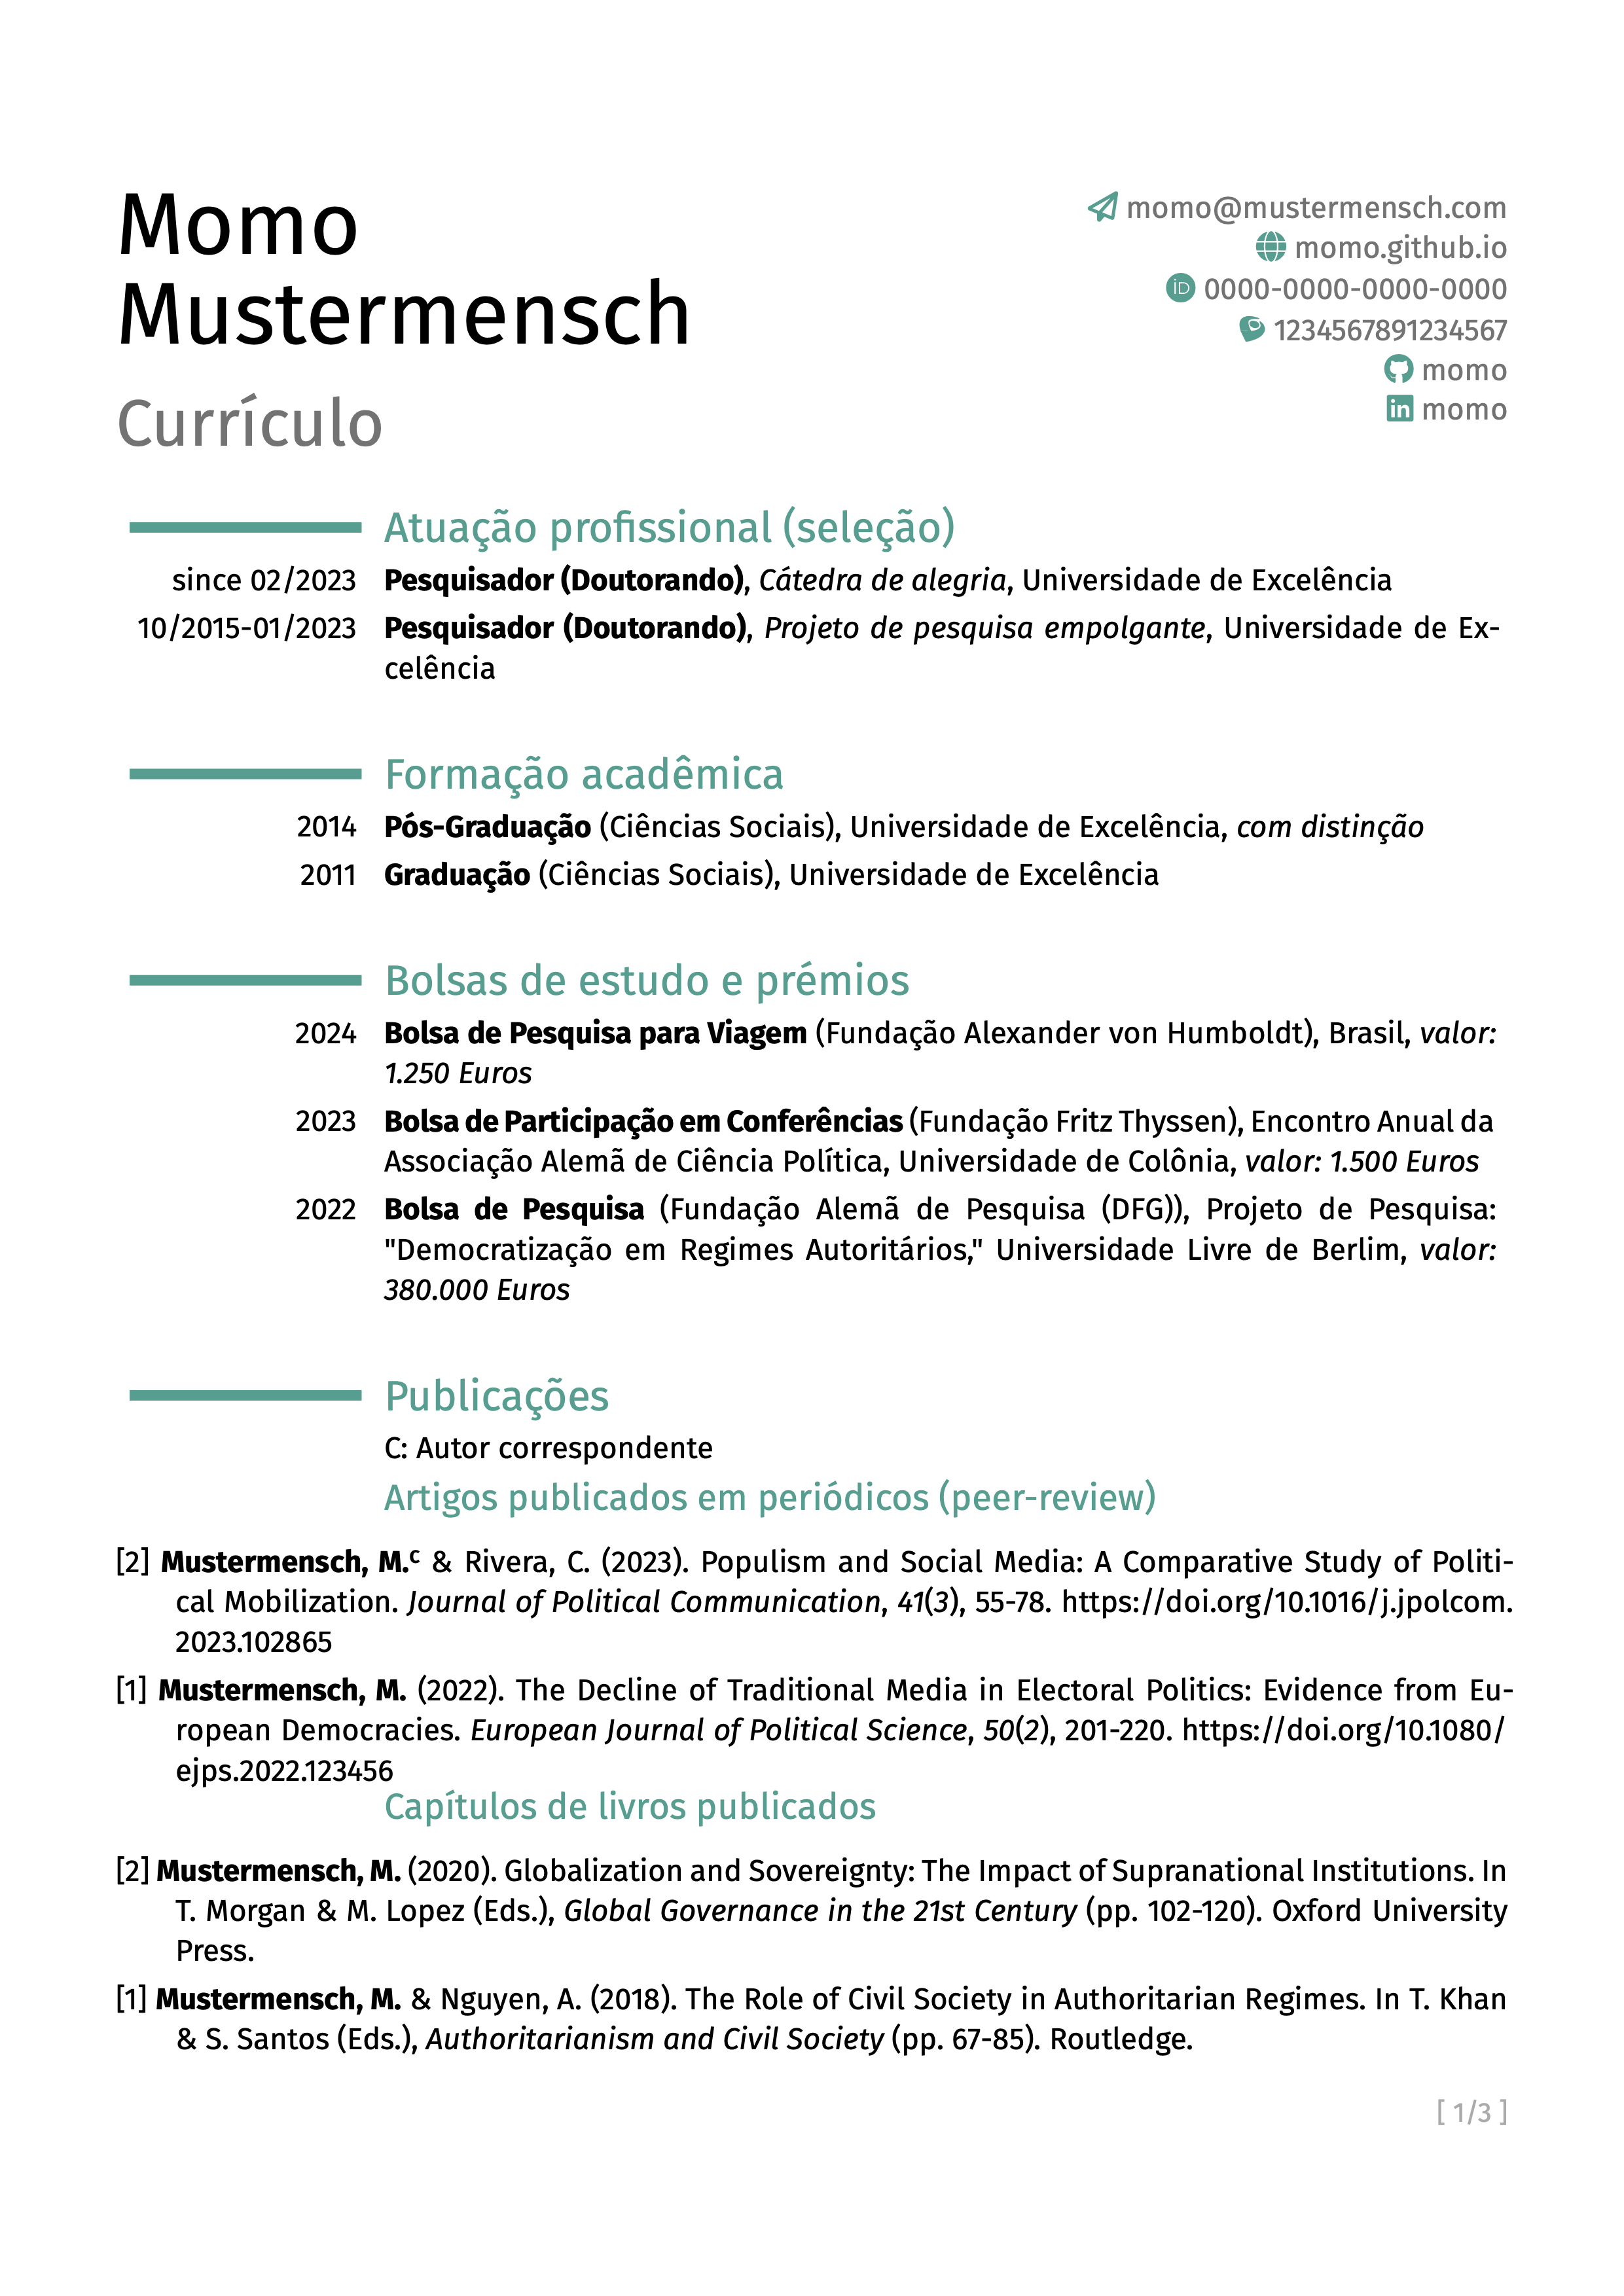 Momo
Mustermensch
Currículo
momo@mustermensch.com
momo.github.io
0000-0000-0000-0000
1234567891234567
momo
in momo
Atuação profissional (seleção)
since 02/2023 Pesquisador (Doutorando), Cátedra de alegria, Universidade de Excelência
10/2015-01/2023 Pesquisador (Doutorando), Projeto de pesquisa empolgante, Universidade de Ex-
celência
Formação acadêmica
2014 Pós-Graduação (Ciências Sociais), Universidade de Excelência, com distinção
2011 Graduação (Ciências Sociais), Universidade de Excelência
Bolsas de estudo e prémios
2024 Bolsa de Pesquisa para Viagem (Fundação Alexander von Humboldt), Brasil, valor:
1.250 Euros
2023 Bolsa de Participação em Conferências (Fundação Fritz Thyssen), Encontro Anual da
Associação Alemã de Ciência Política, Universidade de Colônia, valor: 1.500 Euros
2022 Bolsa de Pesquisa (Fundação Alemã de Pesquisa (DFG)), Projeto de Pesquisa:
"Democratização em Regimes Autoritários," Universidade Livre de Berlim, valor:
380.000 Euros
Publicações
C: Autor correspondente
Artigos publicados em periódicos (peer-review)
[2] Mustermensch, M.ᶜ & Rivera, C. (2023). Populism and Social Media: A Comparative Study of Politi-
cal Mobilization. Journal of Political Communication, 41(3), 55-78. https://doi.org/10.1016/j.jpolcom.
2023.102865
[1] Mustermensch, M. (2022). The Decline of Traditional Media in Electoral Politics: Evidence from Eu-
ropean Democracies. European Journal of Political Science, 50(2), 201-220. https://doi.org/10.1080/
ejps.2022.123456
Capítulos de livros publicados
[2] Mustermensch, M. (2020). Globalization and Sovereignty: The Impact of Supranational Institutions. In
T. Morgan & M. Lopez (Eds.), Global Governance in the 21st Century (pp. 102-120). Oxford University
Press.
[1] Mustermensch, M. & Nguyen, A. (2018). The Role of Civil Society in Authoritarian Regimes. In T. Khan
& S. Santos (Eds.), Authoritarianism and Civil Society (pp. 67-85). Routledge.
[ 1/3 ]